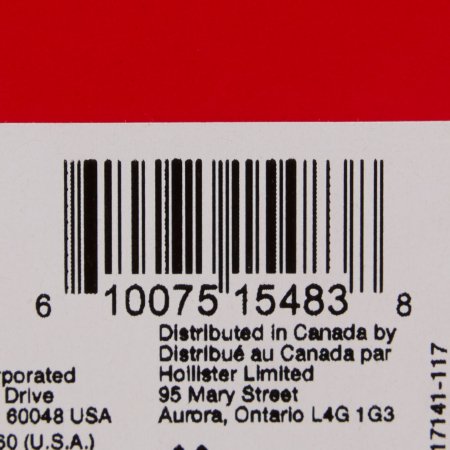 6 10075 15483 8
Distributed in Canada by
Distribué au Canada par
Hollister Limited
95 Mary Street
Aurora, Ontario L4G 1G3
rporated
Drive
60048 USA
60 (U.S.A.)
17141-117